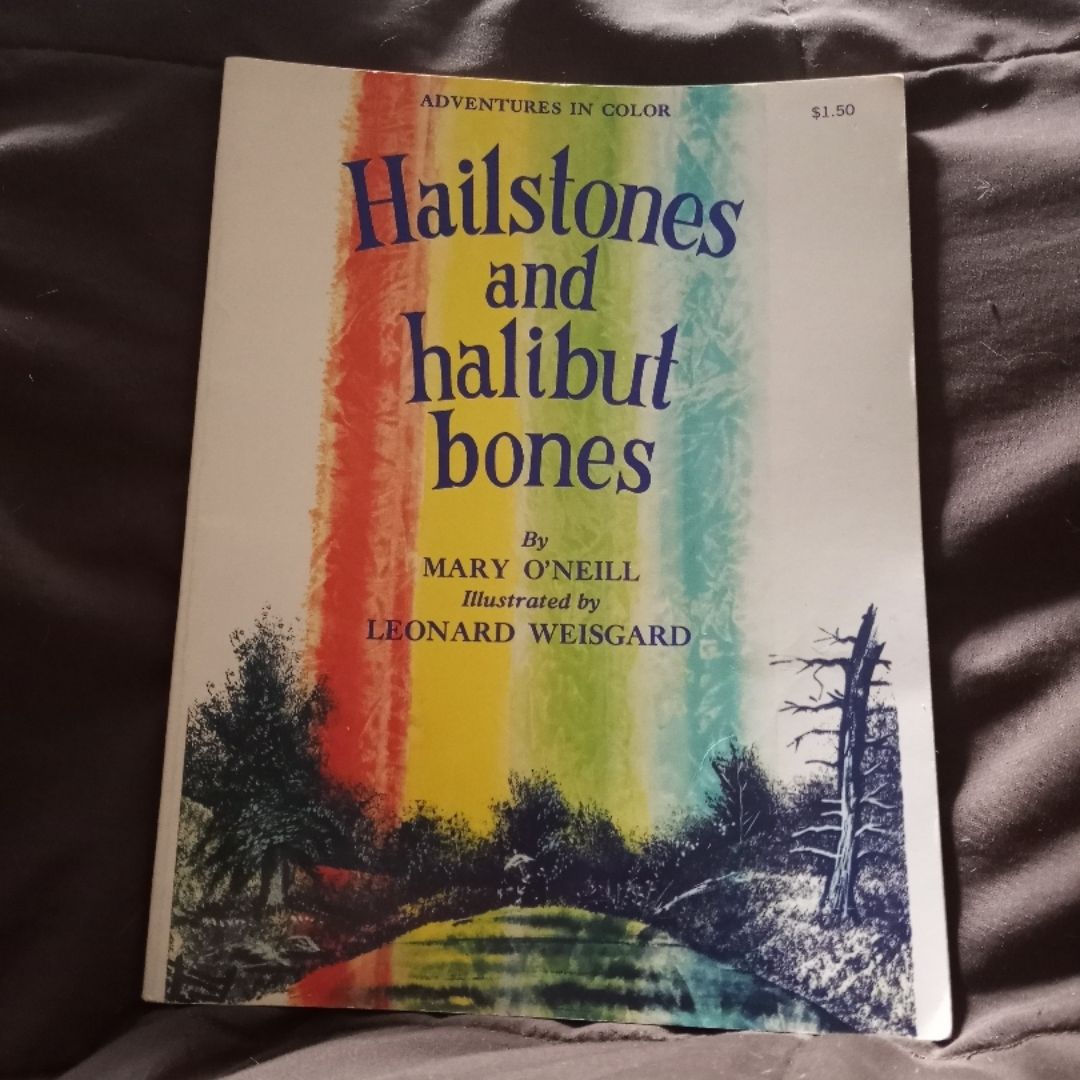 ADVENTURES IN COLOR
$1.50
Hailstones
and
halibut
bones
By
MARY O'NEILL
Illustrated by
LEONARD WEISGARD